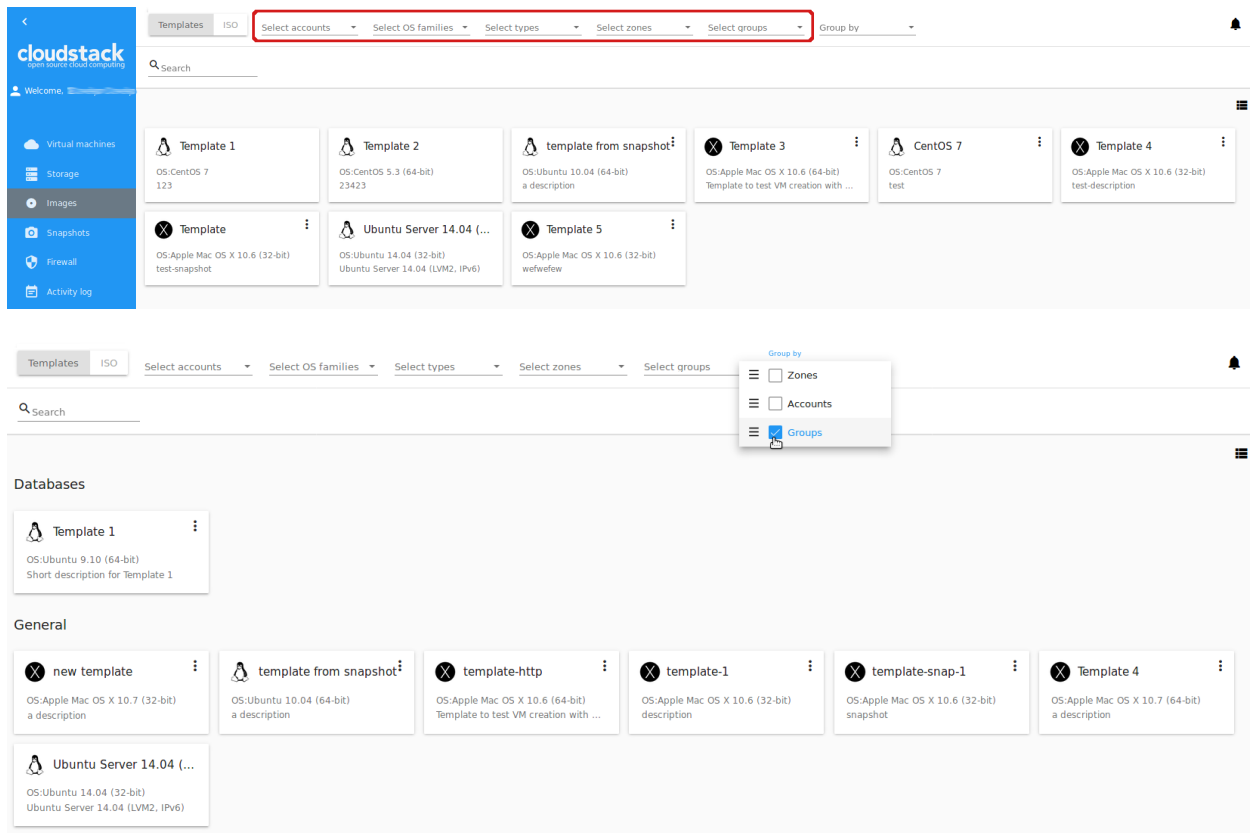 Templates ISO Select accounts Select OS families Select types Select zones Select groups Group by
cloudstack
open source cloud computing
Search
Welcome,
Virtual machines
Storage
Images
Snapshots
Firewall
Activity log
Template 1
OS:CentOS 7
123
Template 2
OS:CentOS 5.3 (64-bit)
23423
template from snapshot
OS:Ubuntu 10.04 (64-bit)
a description
Template 3
OS:Apple Mac OS X 10.6 (64-bit)
Template to test VM creation with ...
CentOS 7
OS:CentOS 7
test
Template 4
OS:Apple Mac OS X 10.6 (32-bit)
test-description
Template
OS:Apple Mac OS X 10.6 (32-bit)
test-snapshot
Ubuntu Server 14.04 (...
OS:Ubuntu 14.04 (32-bit)
Ubuntu Server 14.04 (LVM2, IPv6)
Template 5
OS:Apple Mac OS X 10.6 (32-bit)
wefwefew
Templates ISO Select accounts Select OS families Select types Select zones Select groups Group by
Zones
Accounts
Groups
Search
Databases
Template 1
OS:Ubuntu 9.10 (64-bit)
Short description for Template 1
General
new template
OS:Apple Mac OS X 10.7 (32-bit)
a description
template from snapshot
OS:Ubuntu 10.04 (64-bit)
a description
template-http
OS:Apple Mac OS X 10.6 (64-bit)
Template to test VM creation with ...
template-1
OS:Apple Mac OS X 10.6 (32-bit)
description
template-snap-1
OS:Apple Mac OS X 10.6 (32-bit)
snapshot
Template 4
OS:Apple Mac OS X 10.7 (64-bit)
a description
Ubuntu Server 14.04 (...
OS:Ubuntu 14.04 (32-bit)
Ubuntu Server 14.04 (LVM2, IPv6)